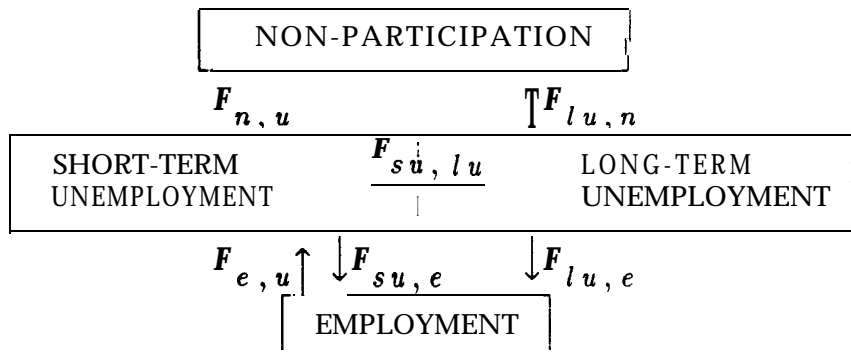 NON-PARTICIPATION
F n, u F lu, n
F su, lu
SHORT-TERM LONG-TERM
UNEMPLOYMENT UNEMPLOYMENT
F e, u F su, e F lu, e
EMPLOYMENT